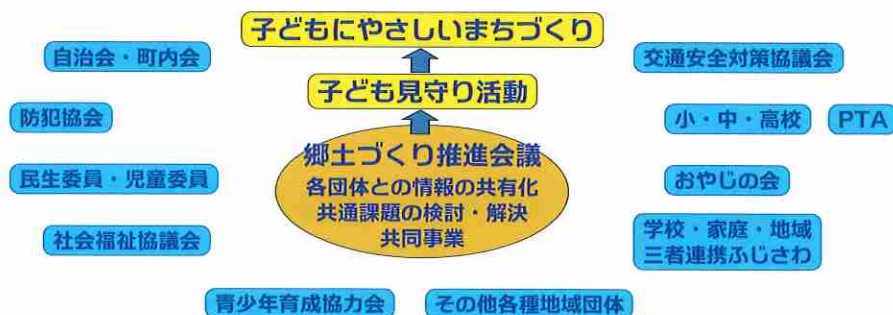 子どもにやさしいまちづくり
自治会・町内会
交通安全対策協議会
子ども見守り活動
防犯協会
小・中・高校
PTA
郷土づくり推進会議
各団体との情報の共有化
共通課題の検討・解決
共同事業
民生委員・児童委員
おやじの会
社会福祉協議会
学校・家庭・地域
三者連携ふじさわ
青少年育成協力会
その他各種地域団体